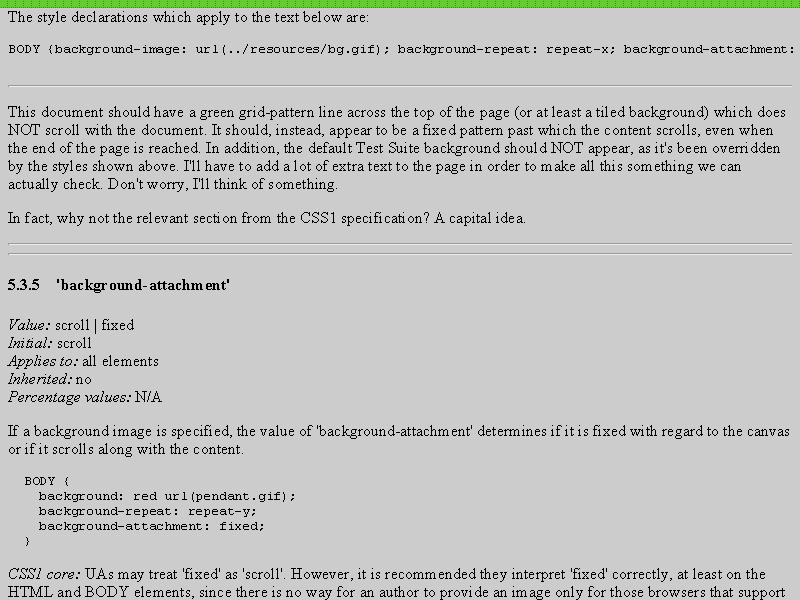 The style declarations which apply to the text below are:
BODY {background-image: url(../resources/bg.gif); background-repeat: repeat-x; background-attachment:
This document should have a green grid-pattern line across the top of the page (or at least a tiled background) which does
NOT scroll with the document. It should, instead, appear to be a fixed pattern past which the content scrolls, even when
the end of the page is reached. In addition, the default Test Suite background should NOT appear, as it's been overridden
by the styles shown above. I'll have to add a lot of extra text to the page in order to make all this something we can
actually check. Don't worry, I'll think of something.
In fact, why not the relevant section from the CSS1 specification? A capital idea.
5.3.5 'background-attachment'
Value: scroll | fixed
Initial: scroll
Applies to: all elements
Inherited: no
Percentage values: N/A
If a background image is specified, the value of 'background-attachment' determines if it is fixed with regard to the canvas
or if it scrolls along with the content.
BODY {
background: red url(pendant.gif);
background-repeat: repeat-y;
background-attachment: fixed;
}
CSS1 core: UAs may treat 'fixed' as 'scroll'. However, it is recommended they interpret 'fixed' correctly, at least on the
HTML and BODY elements, since there is no way for an author to provide an image only for those browsers that support